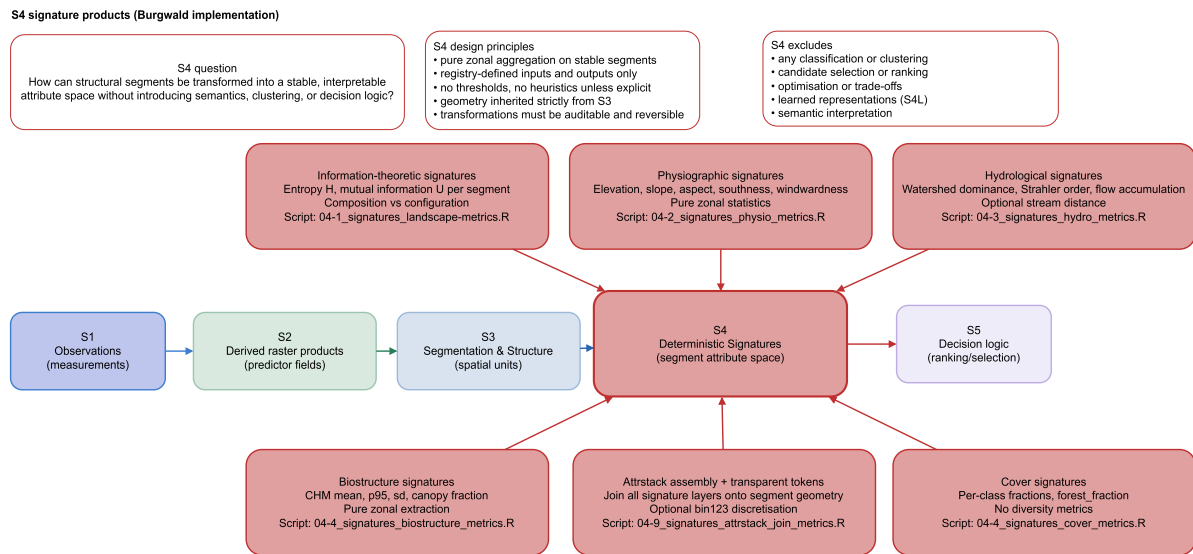 S4 signature products (Burgwald implementation)
S4 question
How can structural segments be transformed into a stable, interpretable
attribute space without introducing semantics, clustering, or decision logic?
S4 design principles
• pure zonal aggregation on stable segments
• registry-defined inputs and outputs only
• no thresholds, no heuristics unless explicit
• geometry inherited strictly from S3
• transformations must be auditable and reversible
S4 excludes
• any classification or clustering
• candidate selection or ranking
• optimisation or trade-offs
• learned representations (S4L)
• semantic interpretation
Information-theoretic signatures
Entropy H, mutual information U per segment
Composition vs configuration
Script: 04-1_signatures_landscape-metrics.R
Physiographic signatures
Elevation, slope, aspect, southness, windwardness
Pure zonal statistics
Script: 04-2_signatures_physio_metrics.R
Hydrological signatures
Watershed dominance, Strahler order, flow accumulation
Optional stream distance
Script: 04-3_signatures_hydro_metrics.R
S1
Observations
(measurements)
S2
Derived raster products
(predictor fields)
S3
Segmentation & Structure
(spatial units)
S4
Deterministic Signatures
(segment attribute space)
S5
Decision logic
(ranking/selection)
Biostructure signatures
CHM mean, p95, sd, canopy fraction
Pure zonal extraction
Script: 04-4_signatures_biostructure_metrics.R
Attrstack assembly + transparent tokens
Join all signature layers onto segment geometry
Optional bin123 discretisation
Script: 04-9_signatures_attrstack_join_metrics.R
Cover signatures
Per-class fractions, forest_fraction
No diversity metrics
Script: 04-4_signatures_cover_metrics.R